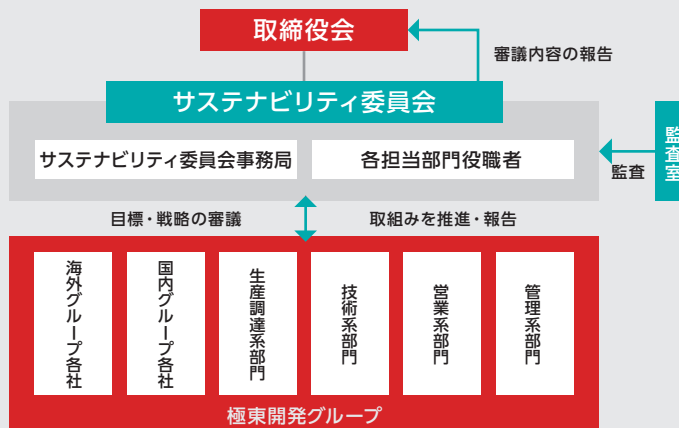 取締役会
審議内容の報告
サステナビリティ委員会
サステナビリティ委員会事務局
各担当部門役職者
監査
監査室
目標・戦略の審議
取組みを推進・報告
海外グループ各社
国内グループ各社
生産調達系部門
技術系部門
営業系部門
管理系部門
極東開発グループ